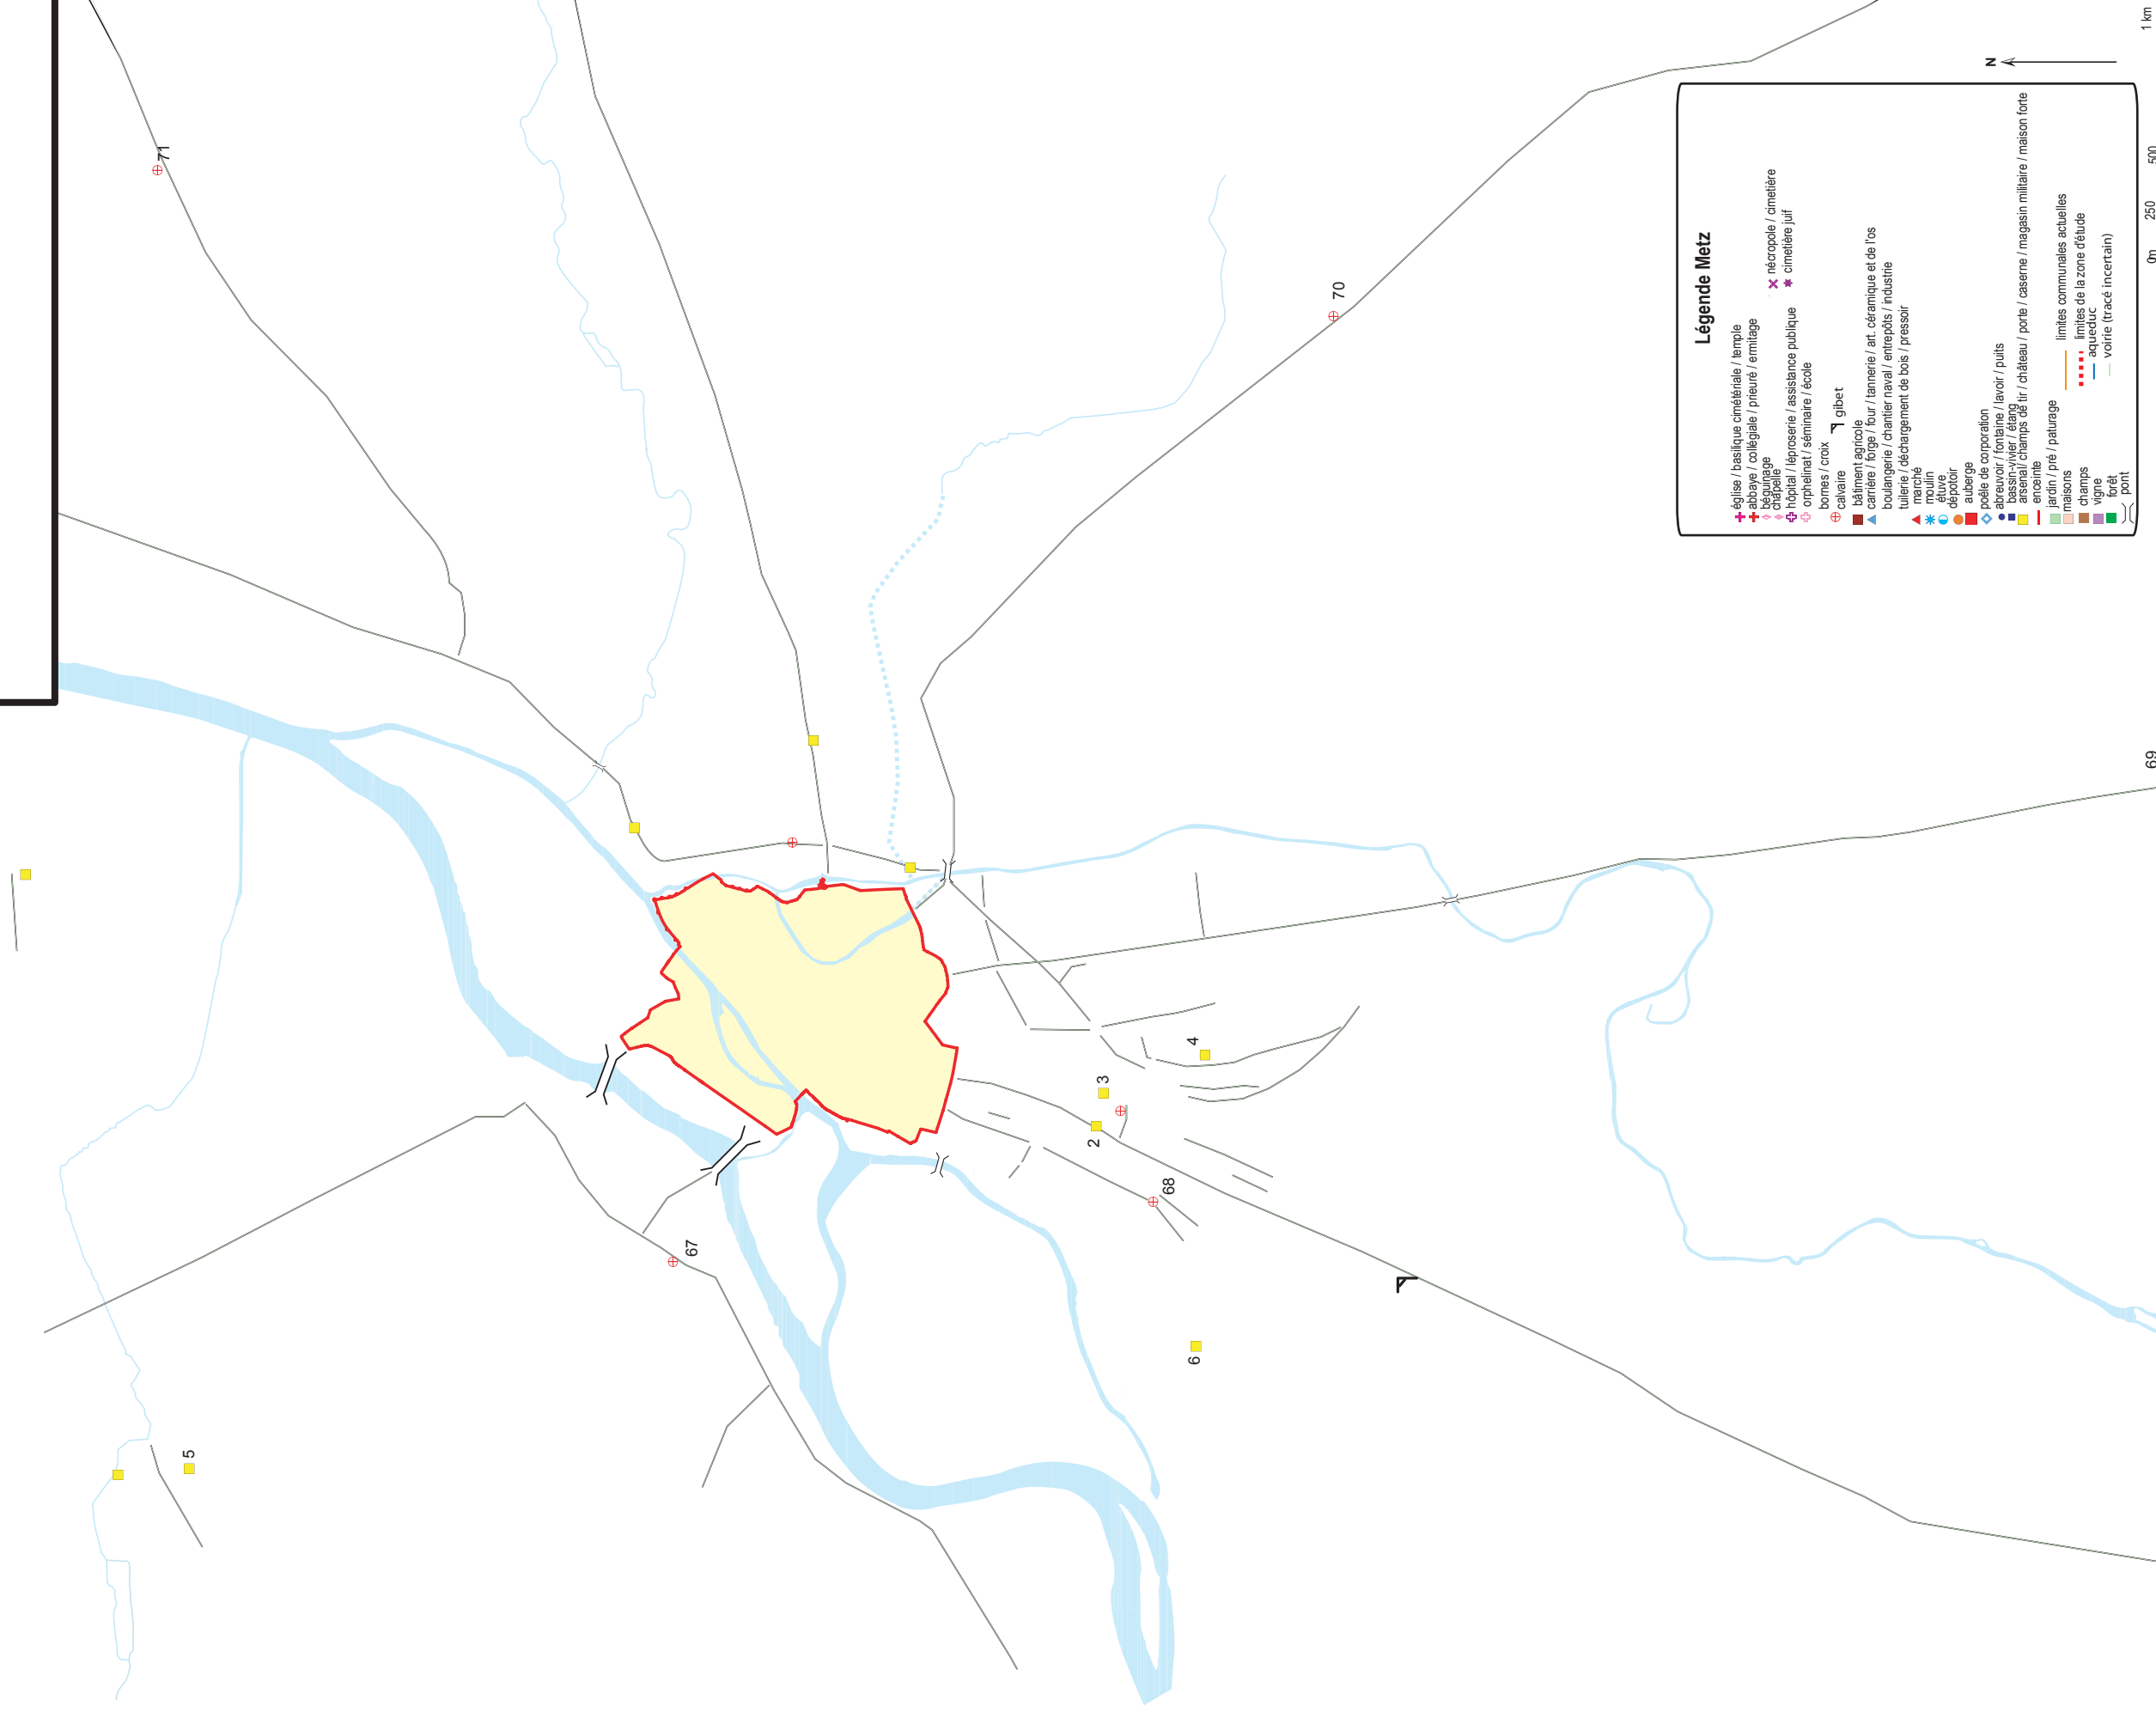 71
70
69
67
68
2
3
4
5
6
N
1 km
500
250
0m
Légende Metz
église / basilique cimétériale / temple
abbaye / collégiale / prieuré / ermitage
béguinage
chapelle
hôpital / léproserie / assistance publique
orphelinat / séminaire / école
nécropole / cimetière
cimetière juif
bornes / croix
calvaire
gibet
bâtiment agricole
carrière / forge / four / tannerie / art. céramique et de l'os
boulangerie / chantier naval / entrepôts / industrie
tuilerie / déchargement de bois / pressoir
marché
moulin
étuve
dépotoir
auberge
poêle de corporation
abreuvoir / fontaine / lavoir / puits
bassin-vivier / étang
arsenal/ champs de tir / château / porte / caserne / magasin militaire / maison forte
enceinte
jardin / pré / paturage
maisons
champs
vigne
forêt
pont
limites communales actuelles
limites de la zone d'étude
aqueduc
voirie (tracé incertain)